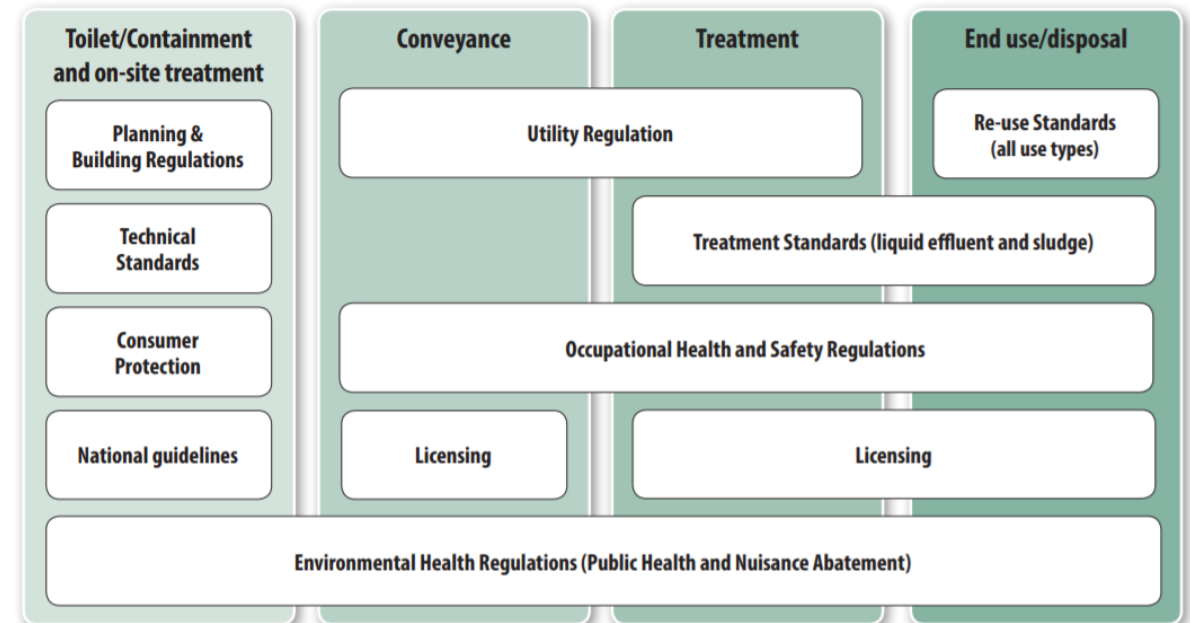 Toilet/Containment
and on-site treatment
Conveyance
Treatment
End use/disposal
Planning &
Building Regulations
Utility Regulation
Re-use Standards
(all use types)
Technical
Standards
Treatment Standards (liquid effluent and sludge)
Consumer
Protection
Occupational Health and Safety Regulations
National guidelines
Licensing
Licensing
Environmental Health Regulations (Public Health and Nuisance Abatement)